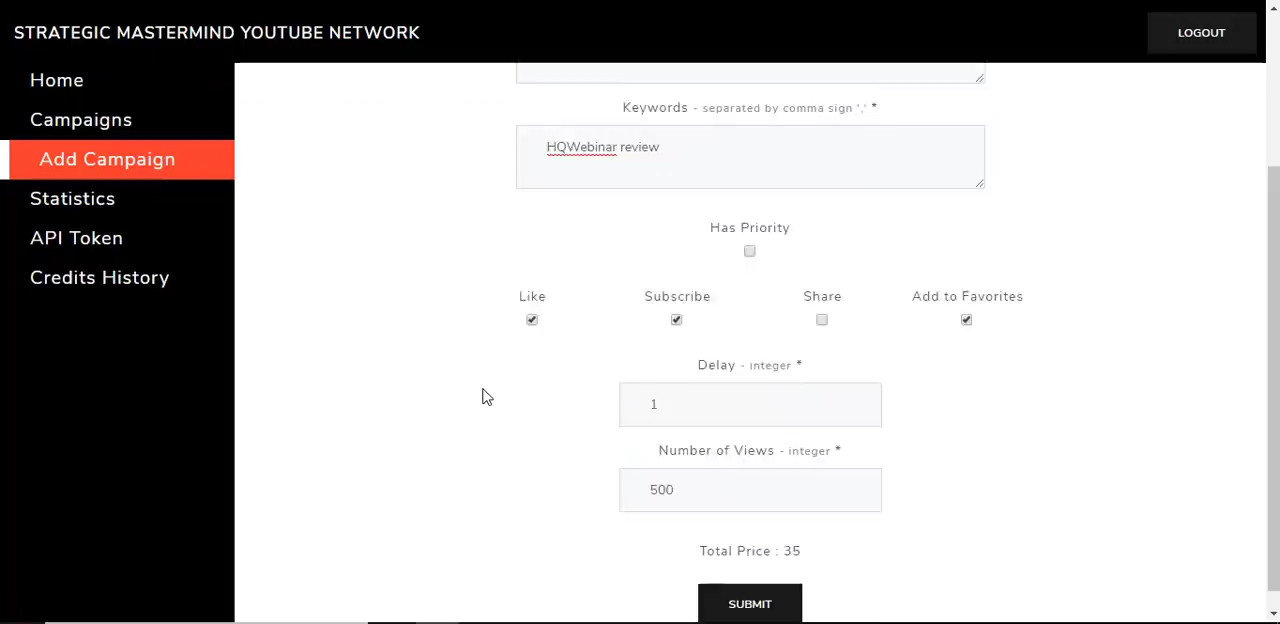 STRATEGIC MASTERMIND YOUTUBE NETWORK
LOGOUT
Home
Campaigns
Add Campaign
Statistics
API Token
Credits History
Keywords - separated by comma sign ',' *
HQWebinar review
Has Priority
Like Subscribe Share Add to Favorites
Delay - integer *
1
Number of Views - integer *
500
Total Price : 35
SUBMIT